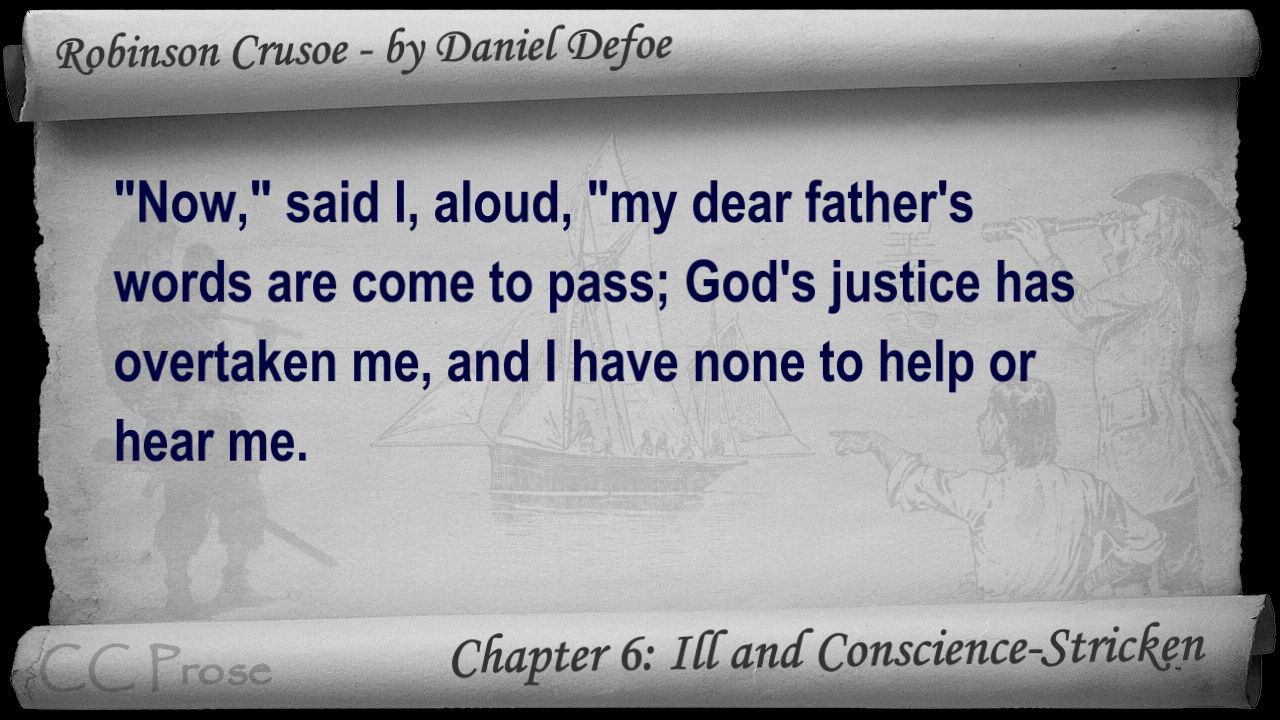 Robinson Crusoe - by Daniel Defoe
"Now," said I, aloud, "my dear father's
words are come to pass; God's justice has
overtaken me, and I have none to help or
hear me.
Chapter 6: Ill and Conscience-Stricken
CC Prose